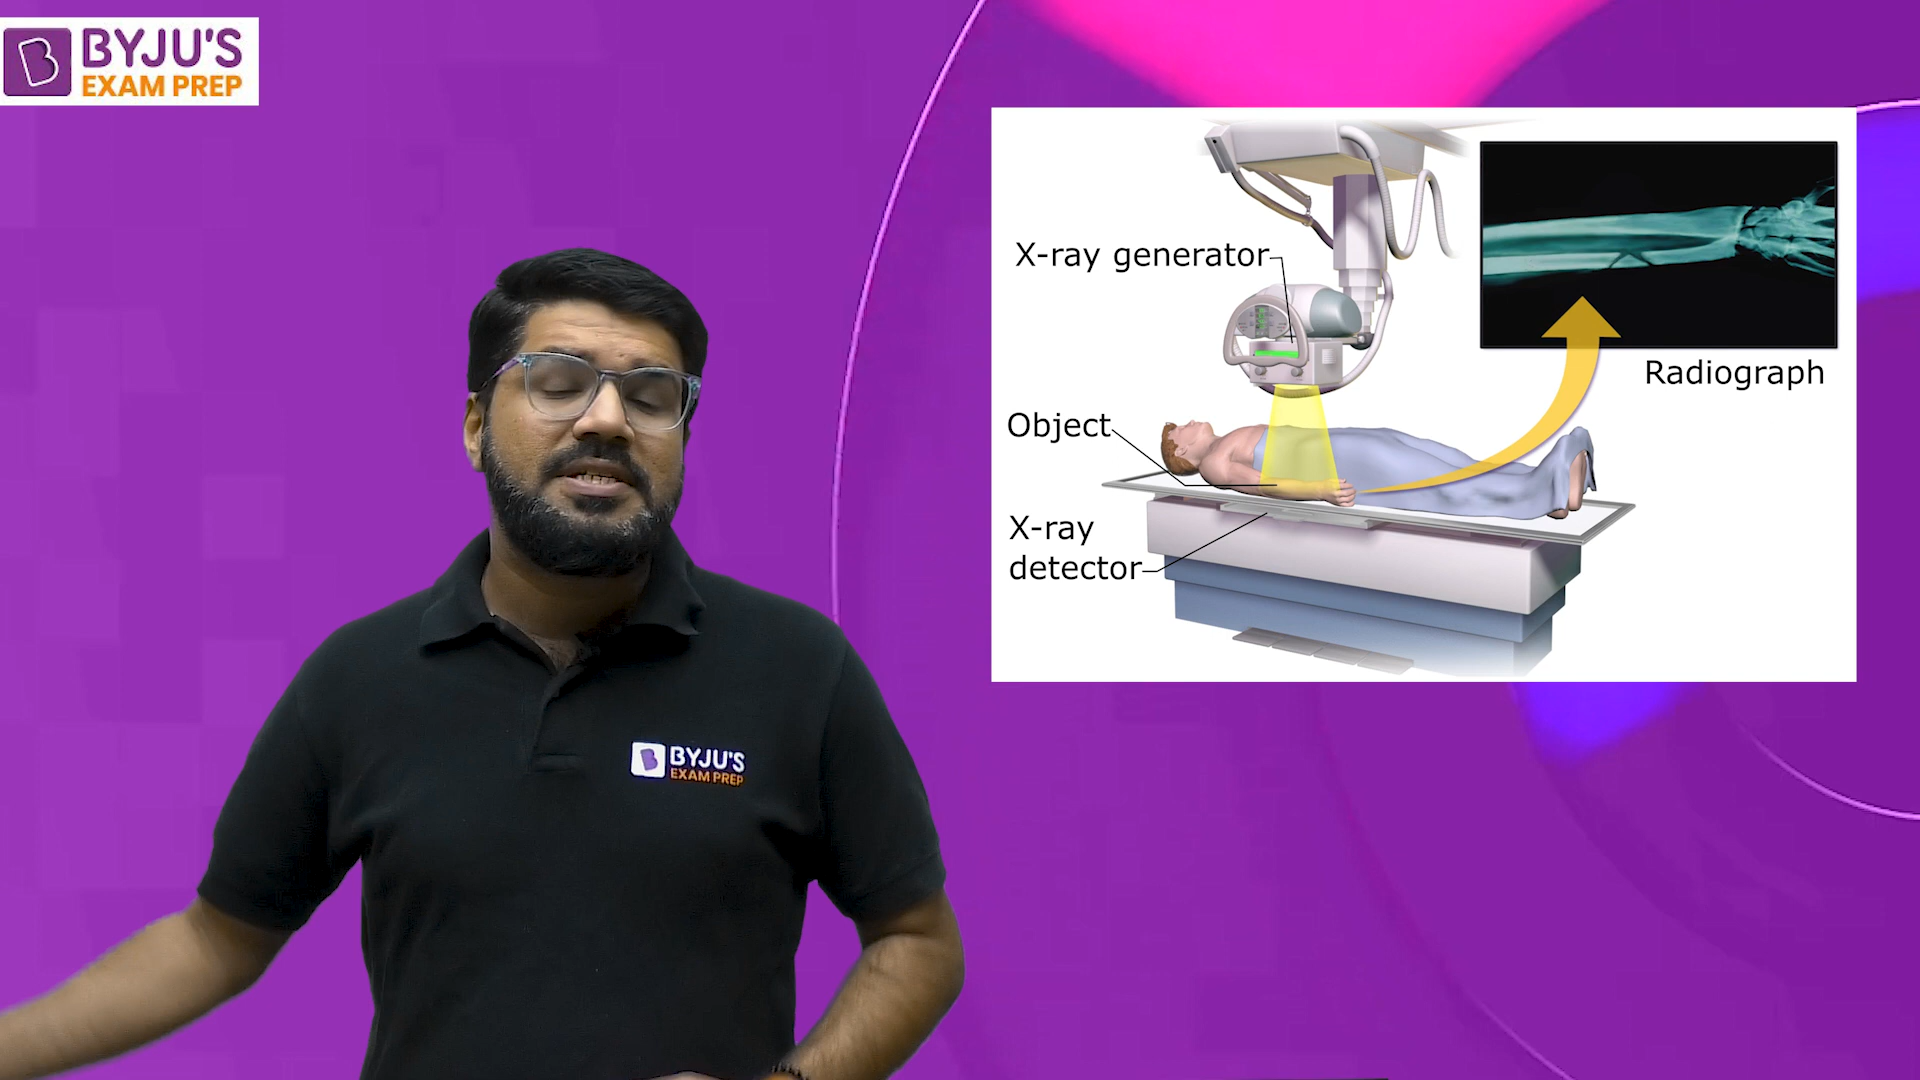 BYJU'S
EXAM PREP
X-ray generator
Radiograph
Object
X-ray
detector
BYJU'S
EXAM PREP